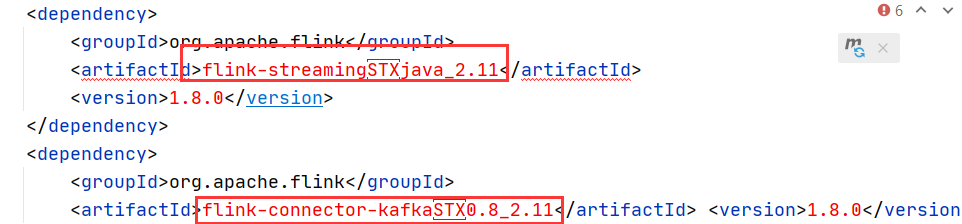 <dependency>
6
<groupId>org.apache.flink</groupId>
<artifactId>flink-streamingSTXjava_2.11</artifactId>
<version>1.8.0</version>
</dependency>
<dependency>
<groupId>org.apache.flink</groupId>
<artifactId>flink-connector-kafkaSTX0.8_2.11</artifactId> <version>1.8.0</version